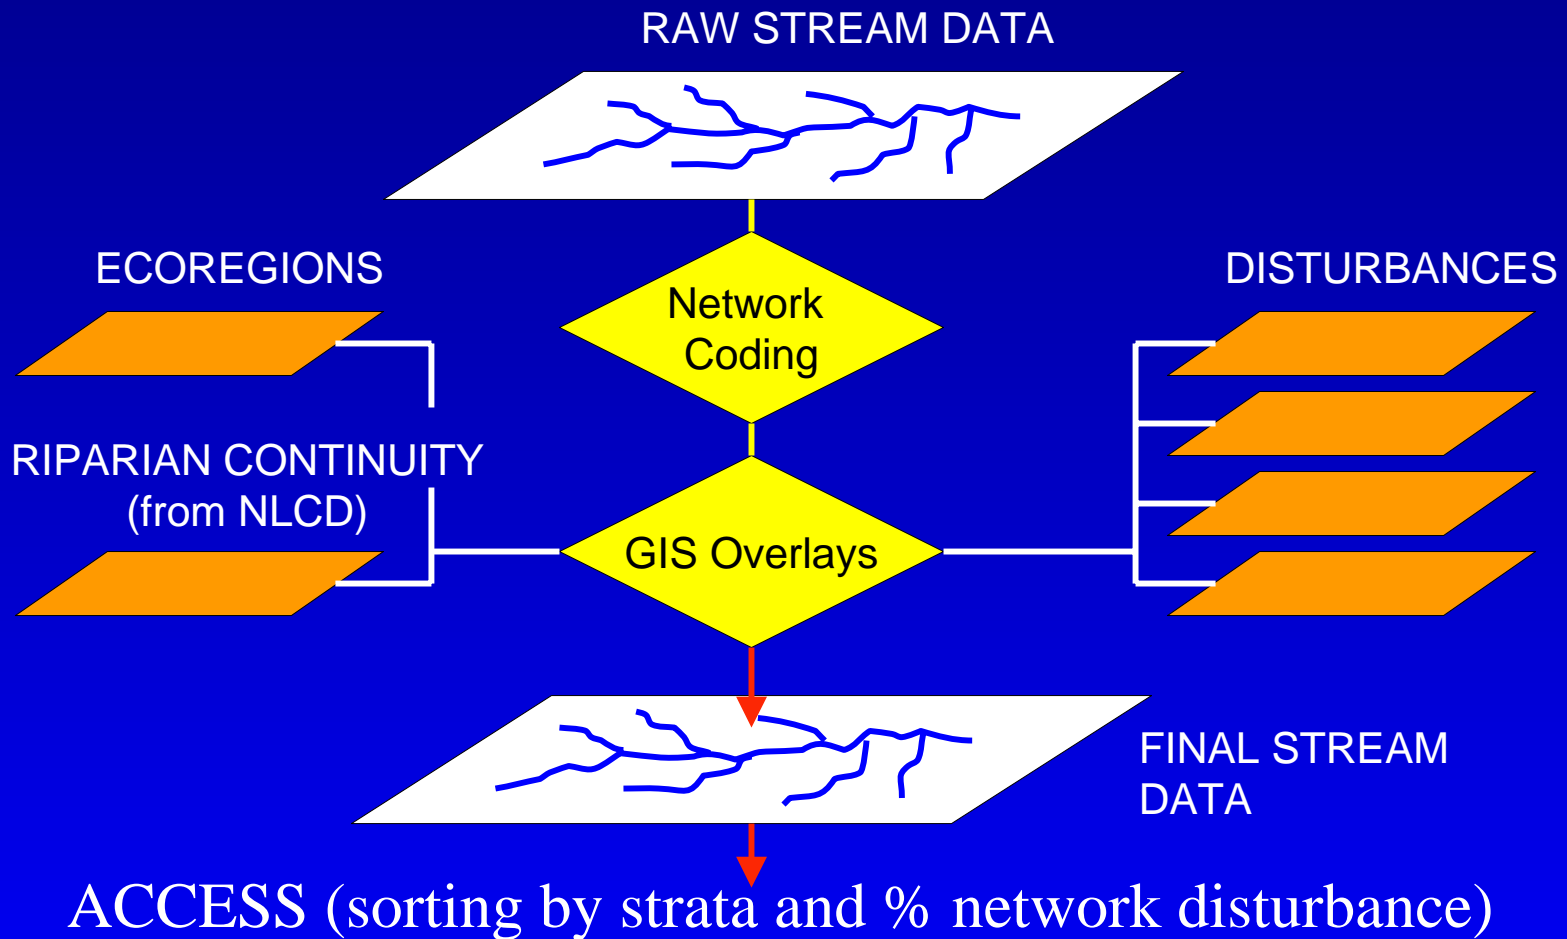 RAW STREAM DATA
ECOREGIONS
DISTURBANCES
Network
Coding
RIPARIAN CONTINUITY
(from NLCD)
GIS Overlays
FINAL STREAM
DATA
ACCESS (sorting by strata and % network disturbance)